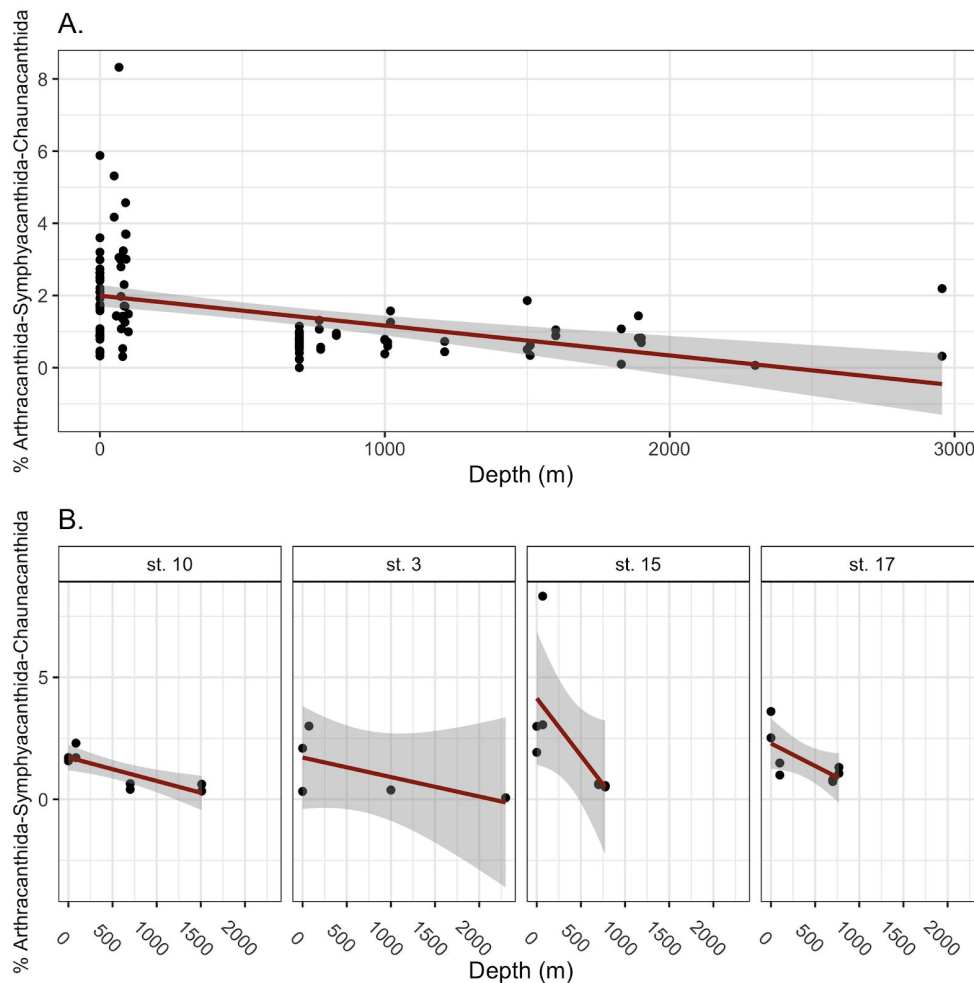 A.
% Arthracanthida-Symphyacanthida-Chaunacanthida
8
6
4
2
0
0 1000 2000 3000
Depth (m)
B.
% Arthracanthida-Symphyacanthida-Chaunacanthida
st. 10 st. 3 st. 15 st. 17
5
0
0 500 1000 1500 2000 0 500 1000 1500 2000 0 500 1000 1500 2000 0 500 1000 1500 2000
Depth (m)